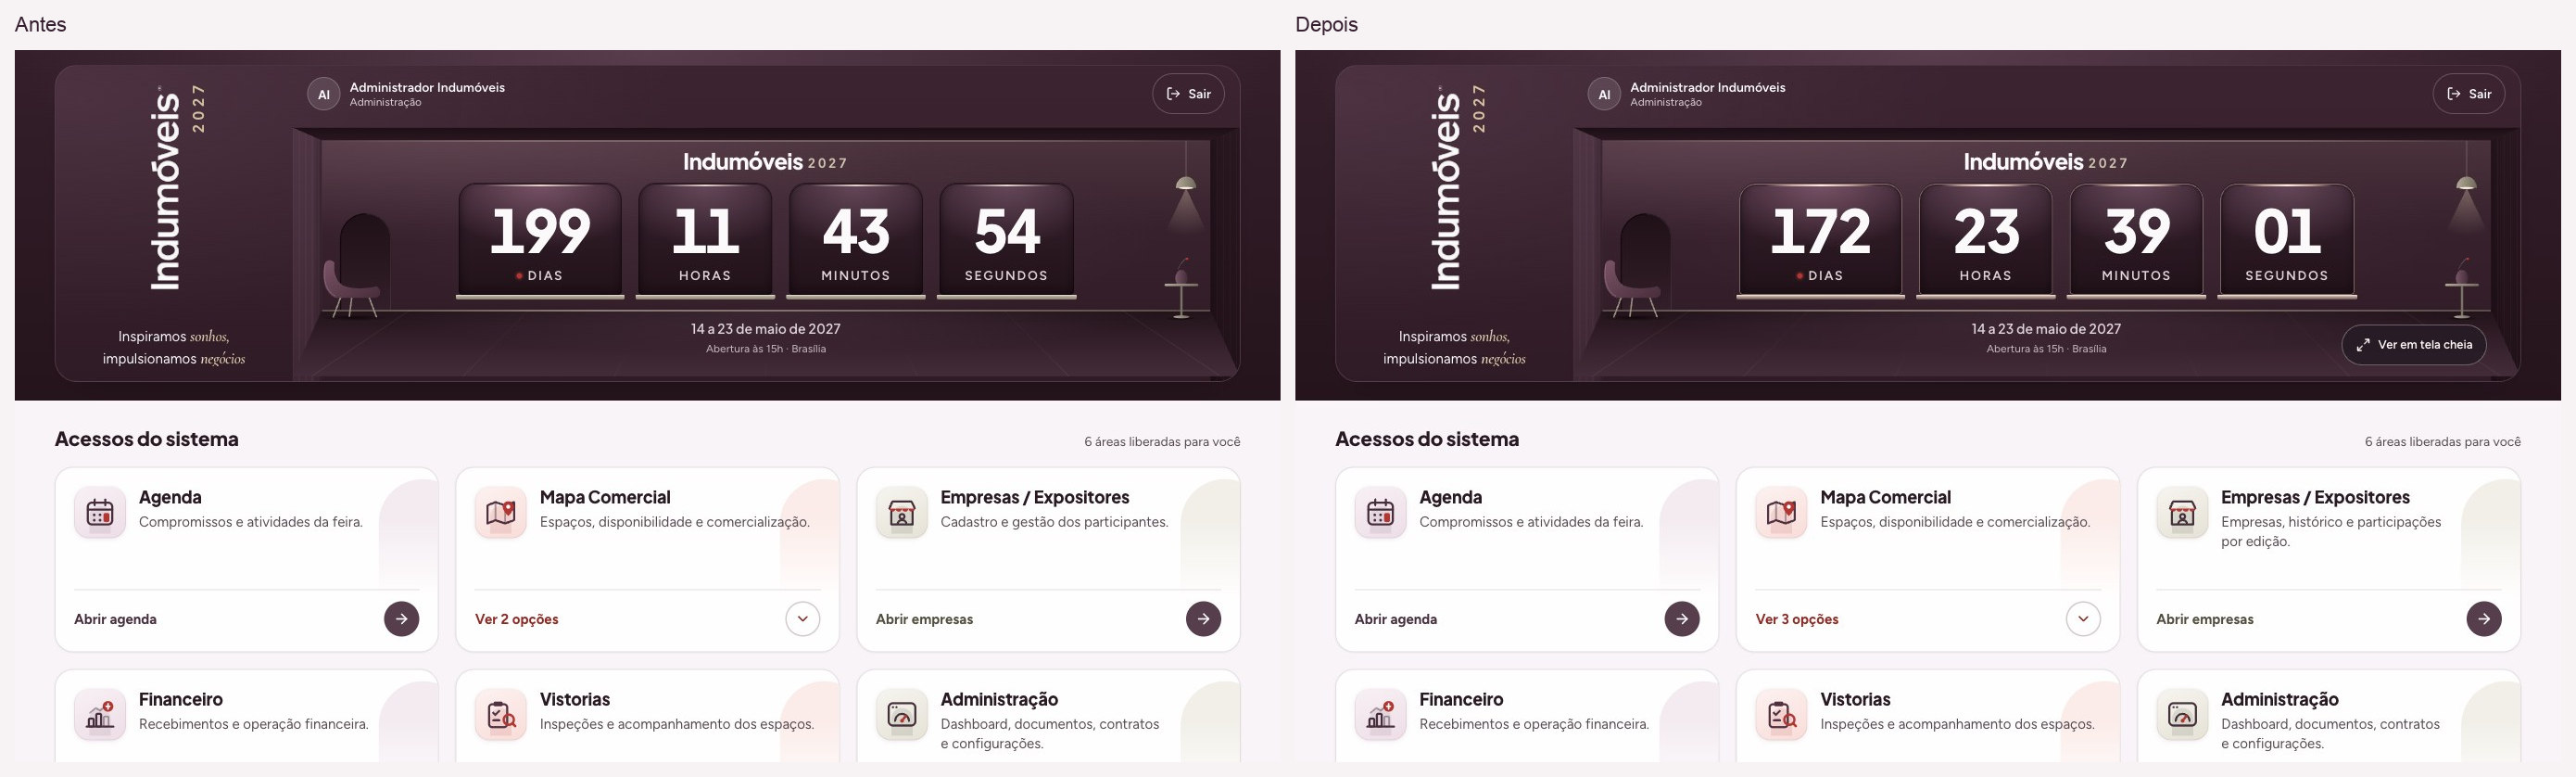 Antes
Indumóveis
2027
Inspiramos sonhos,
impulsionamos negócios
AI
Administrador Indumóveis
Administração
Sair
Indumóveis 2027
199
DIAS
11
HORAS
43
MINUTOS
54
SEGUNDOS
14 a 23 de maio de 2027
Abertura às 15h · Brasília
Acessos do sistema
6 áreas liberadas para você
Agenda
Compromissos e atividades da feira.
Abrir agenda
Mapa Comercial
Espaços, disponibilidade e comercialização.
Ver 2 opções
Empresas / Expositores
Cadastro e gestão dos participantes.
Abrir empresas
Financeiro
Recebimentos e operação financeira.
Vistorias
Inspeções e acompanhamento dos espaços.
Administração
Dashboard, documentos, contratos
e configurações.
Depois
Indumóveis
2027
Inspiramos sonhos,
impulsionamos negócios
AI
Administrador Indumóveis
Administração
Sair
Indumóveis 2027
172
DIAS
23
HORAS
39
MINUTOS
01
SEGUNDOS
14 a 23 de maio de 2027
Abertura às 15h · Brasília
Ver em tela cheia
Acessos do sistema
6 áreas liberadas para você
Agenda
Compromissos e atividades da feira.
Abrir agenda
Mapa Comercial
Espaços, disponibilidade e comercialização.
Ver 3 opções
Empresas / Expositores
Empresas, histórico e participações
por edição.
Abrir empresas
Financeiro
Recebimentos e operação financeira.
Vistorias
Inspeções e acompanhamento dos espaços.
Administração
Dashboard, documentos, contratos
e configurações.